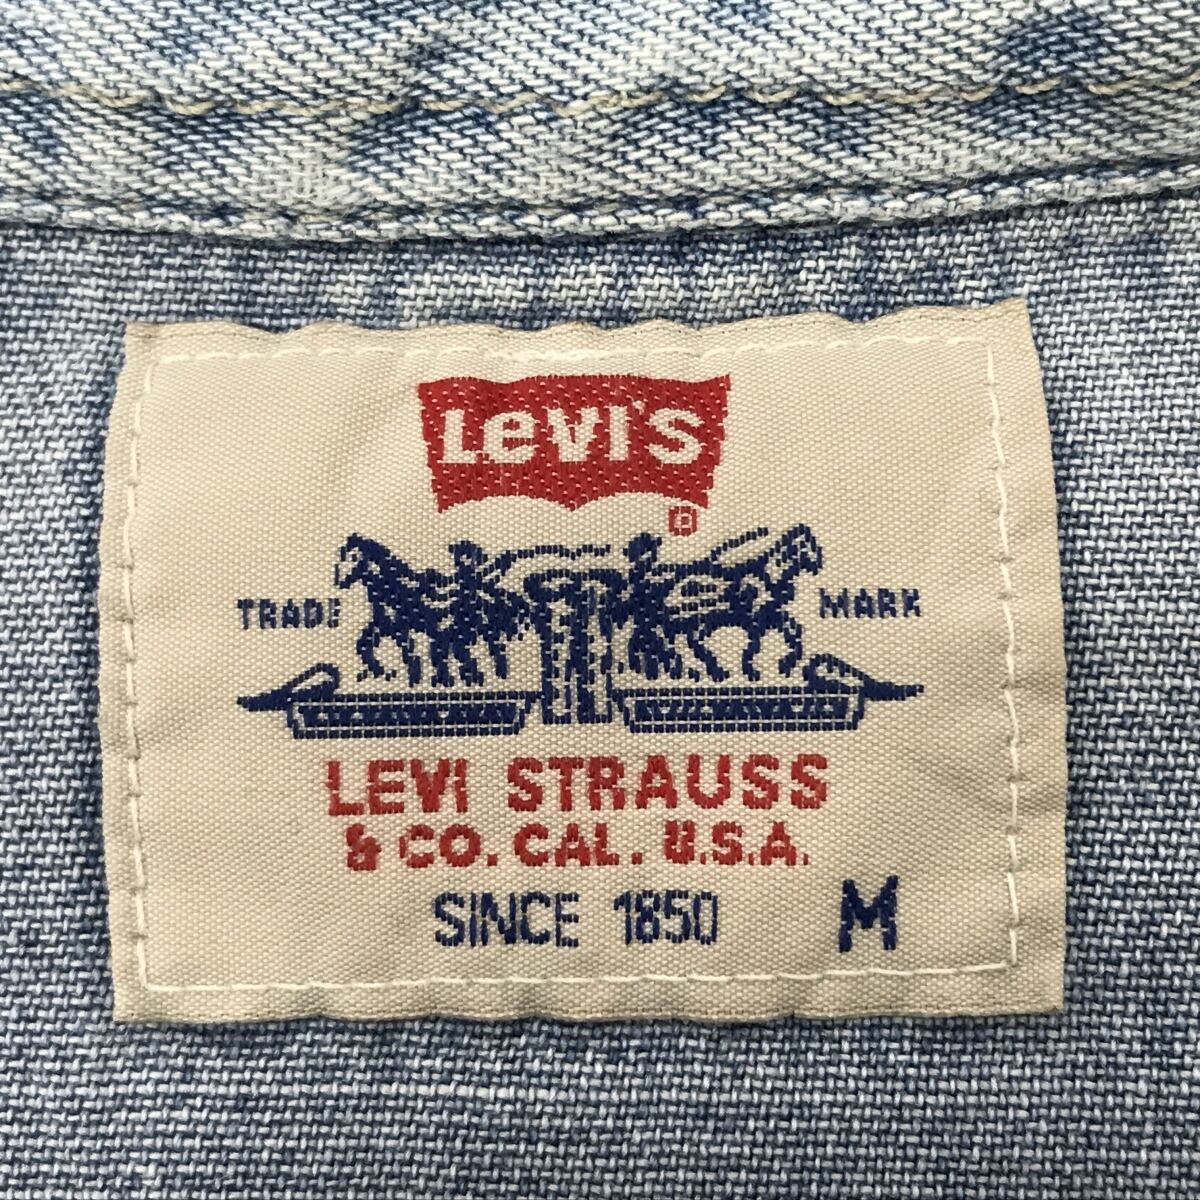 Levi's
®
TRADE MARK
LEVI STRAUSS
& CO. CAL. U.S.A.
SINCE 1850 M